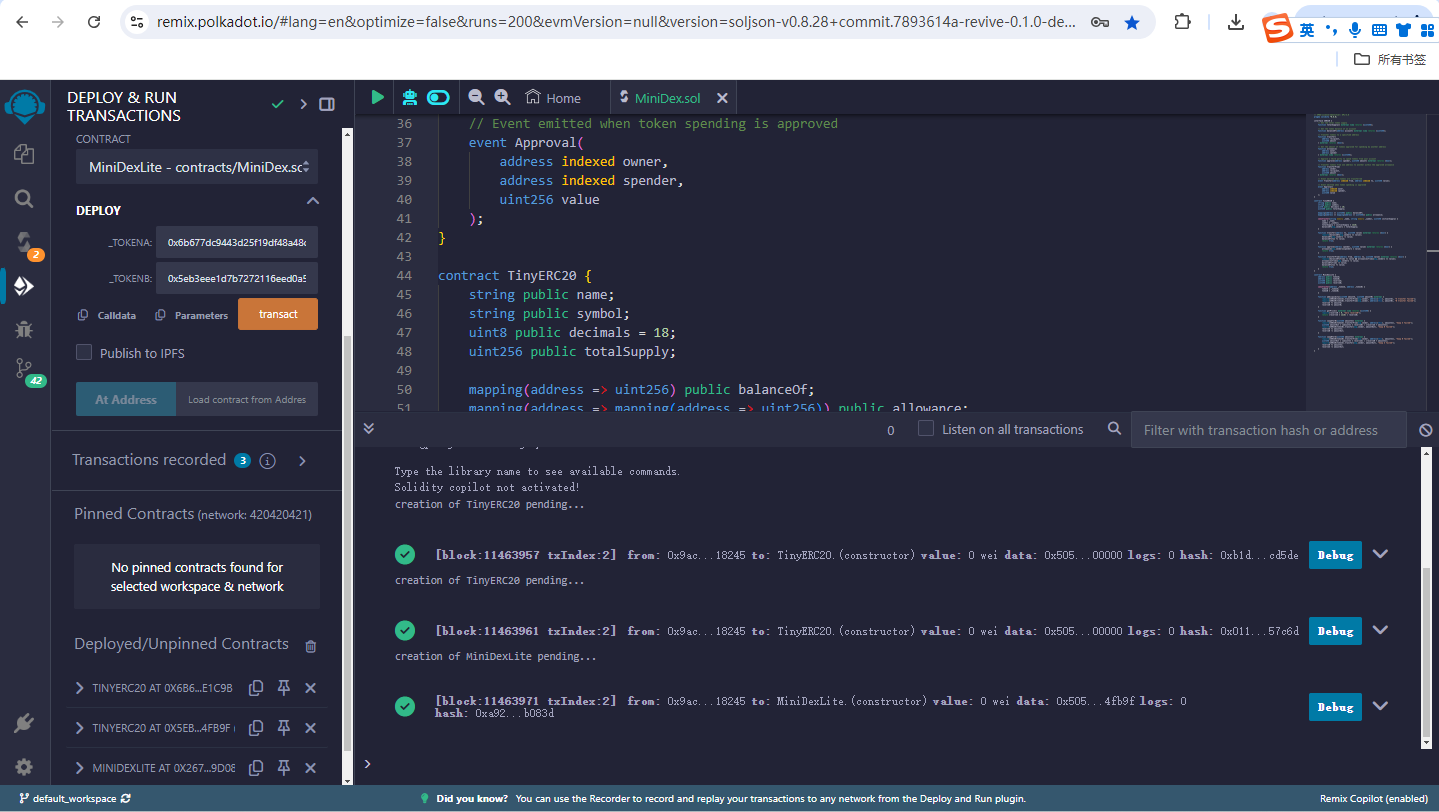 remix.polkadot.io/#lang=en&optimize=false&runs=200&evmVersion=null&version=soljson-v0.8.28+commit.7893614a-revive-0.1.0-de...
英
所有书签
DEPLOY & RUN
TRANSACTIONS
CONTRACT
MiniDexLite - contracts/MiniDex.sc
DEPLOY
_TOKENA: 0x6b677dc9443d25f19df48a48c
_TOKENB: 0x5eb3eee1d7b7272116eed0a5
Calldata Parameters transact
Publish to IPFS
At Address Load contract from Addres
Transactions recorded 3 i
Pinned Contracts (network: 420420421)
No pinned contracts found for
selected workspace & network
Deployed/Unpinned Contracts
TINYERC20 AT 0X6B6...E1C9B
TINYERC20 AT 0X5EB...4FB9F
MINIDEXLITE AT 0X267...9D08
2
42
Home MiniDex.sol
36 // Event emitted when token spending is approved
37 event Approval(
38 address indexed owner,
39 address indexed spender,
40 uint256 value
41 );
42 }
43
44 contract TinyERC20 {
45 string public name;
46 string public symbol;
47 uint8 public decimals = 18;
48 uint256 public totalSupply;
49
50 mapping(address => uint256) public balanceOf;
51 mapping(address => mapping(address => uint256)) public allowance;
0 Listen on all transactions Filter with transaction hash or address
Type the library name to see available commands.
Solidity copilot not activated!
creation of TinyERC20 pending...
[block:11463957 txIndex:2] from: 0x9ac...18245 to: TinyERC20.(constructor) value: 0 wei data: 0x505...00000 logs: 0 hash: 0xb1d...cd5de Debug
creation of TinyERC20 pending...
[block:11463961 txIndex:2] from: 0x9ac...18245 to: TinyERC20.(constructor) value: 0 wei data: 0x505...00000 logs: 0 hash: 0x011...57c6d Debug
creation of MiniDexLite pending...
[block:11463971 txIndex:2] from: 0x9ac...18245 to: MiniDexLite.(constructor) value: 0 wei data: 0x505...4fb9f logs: 0
hash: 0xa92...b083d Debug
>
default_workspace Did you know? You can use the Recorder to record and replay your transactions to any network from the Deploy and Run plugin. Remix Copilot (enabled)